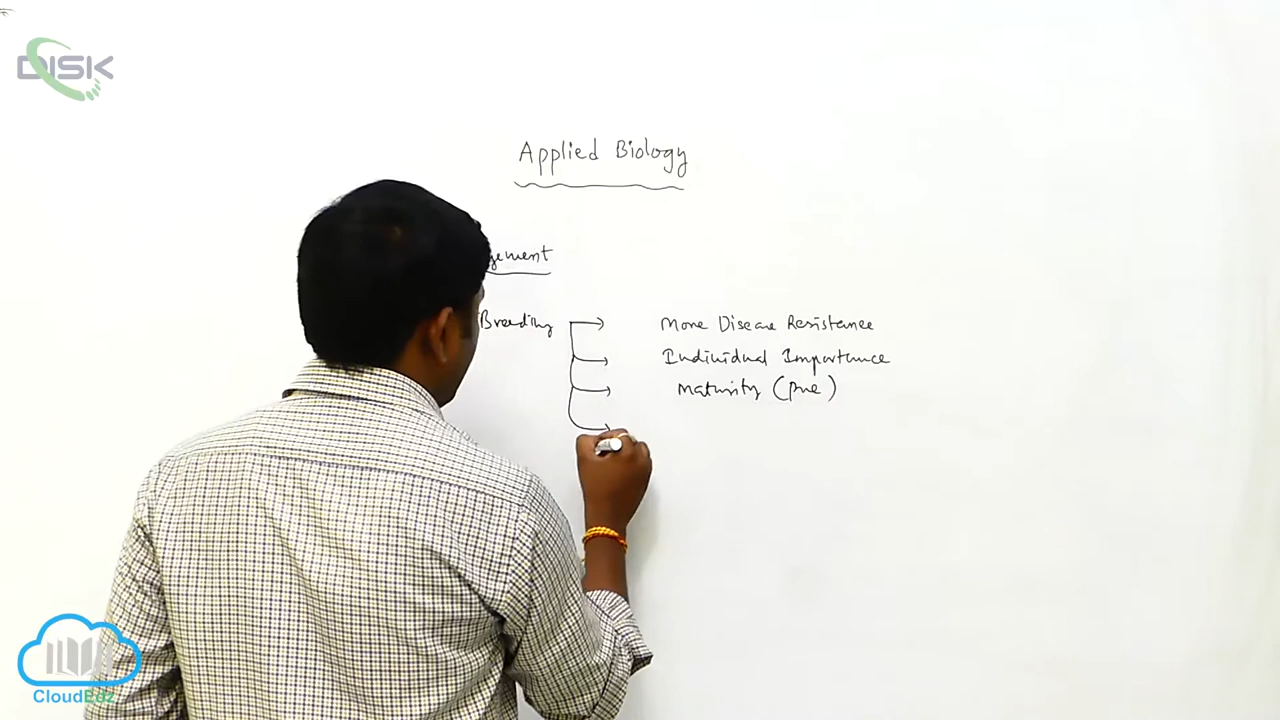 DISK
Applied Biology
gement
Breeding
More Disease Resistance
Individual Importance
Maturity (pre)
CloudEdz